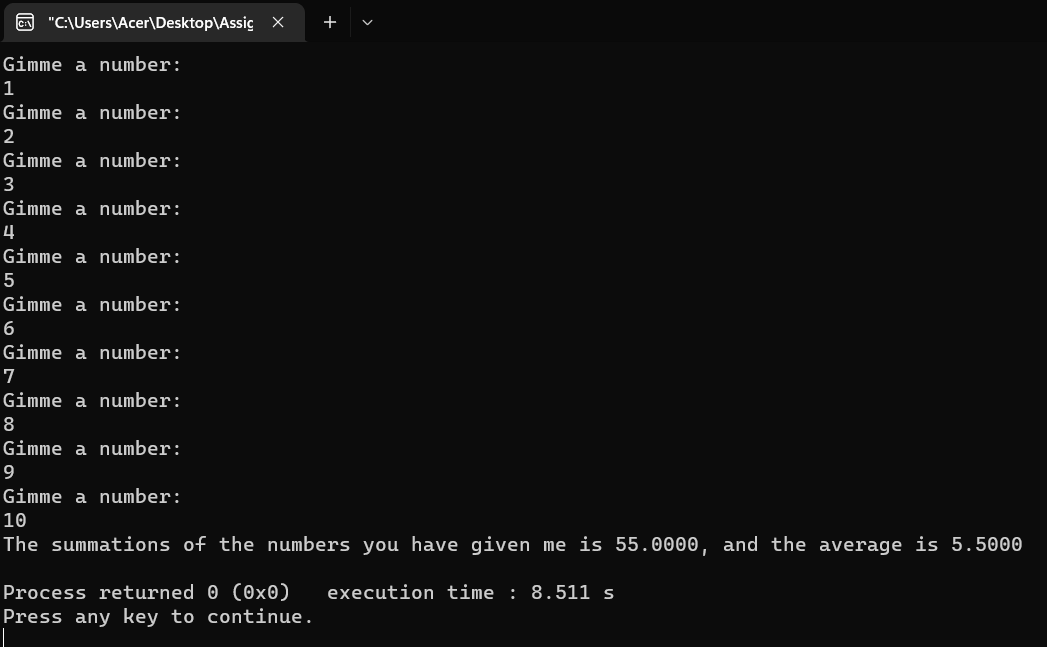 "C:\Users\Acer\Desktop\Assig
Gimme a number:
1
Gimme a number:
2
Gimme a number:
3
Gimme a number:
4
Gimme a number:
5
Gimme a number:
6
Gimme a number:
7
Gimme a number:
8
Gimme a number:
9
Gimme a number:
10
The summations of the numbers you have given me is 55.0000, and the average is 5.5000
Process returned 0 (0x0)   execution time : 8.511 s
Press any key to continue.